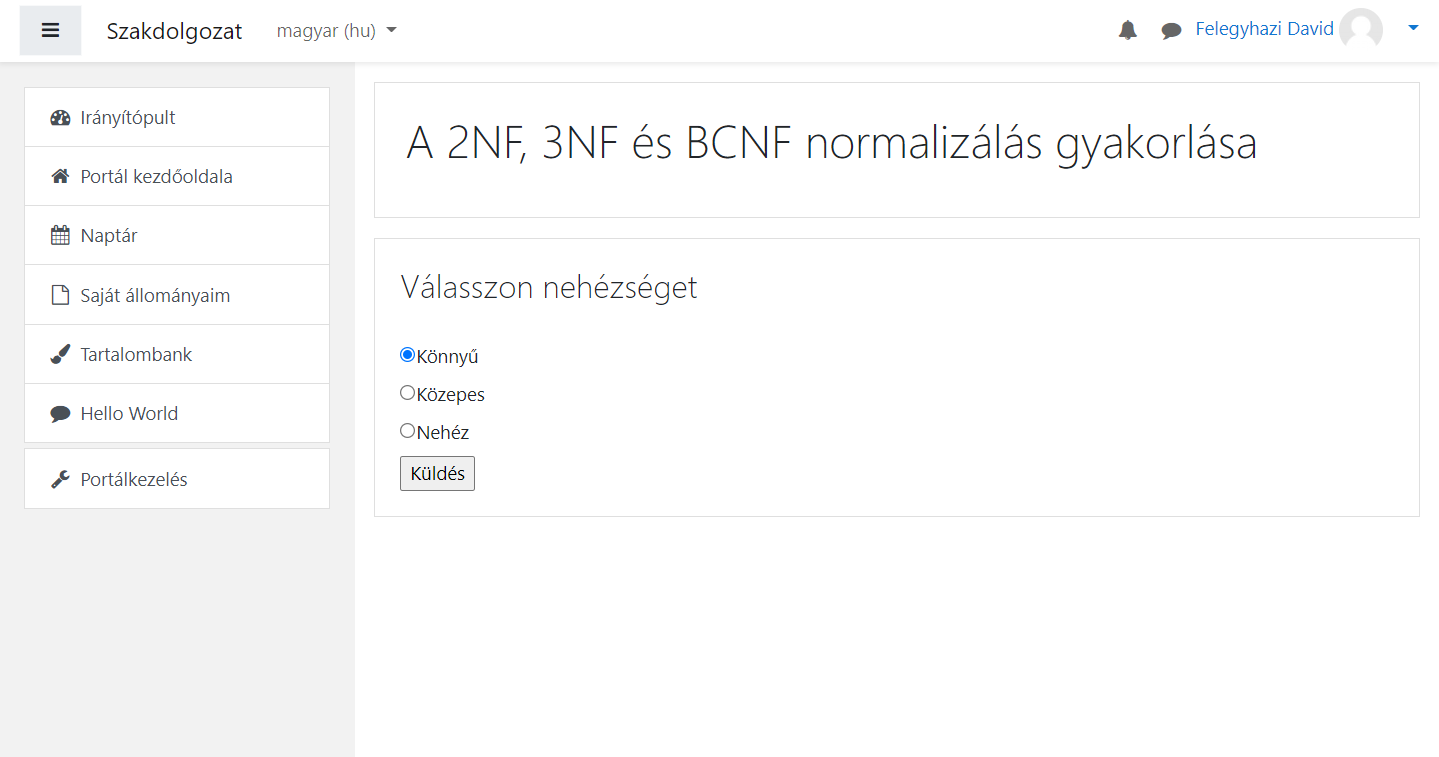 Szakdolgozat magyar (hu) Felegyhazi David
Irányítópult
Portál kezdőoldala
Naptár
Saját állományaim
Tartalombank
Hello World
Portálkezelés
A 2NF, 3NF és BCNF normalizálás gyakorlása
Válasszon nehézséget
Könnyű
Közepes
Nehéz
Küldés